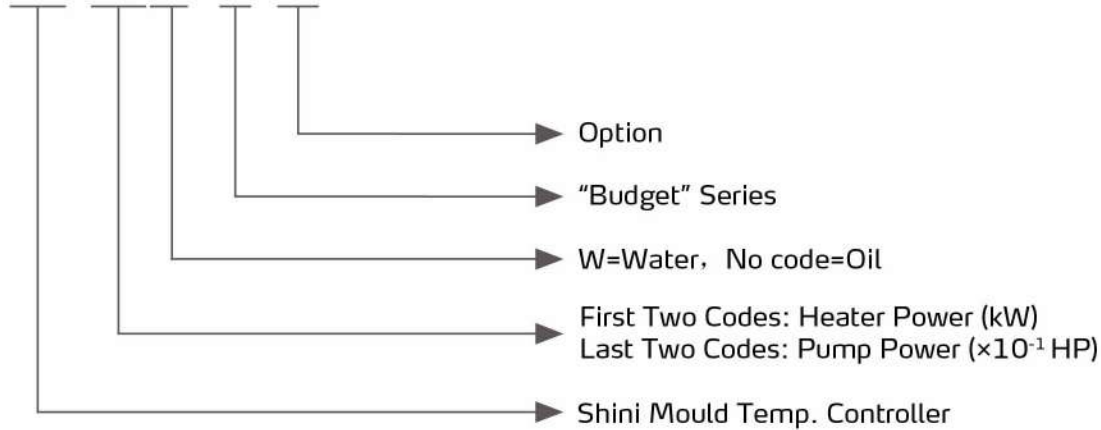 Option
“Budget” Series
W=Water，No code=Oil
First Two Codes: Heater Power (kW)
Last Two Codes: Pump Power (×10⁻¹ HP)
Shini Mould Temp. Controller